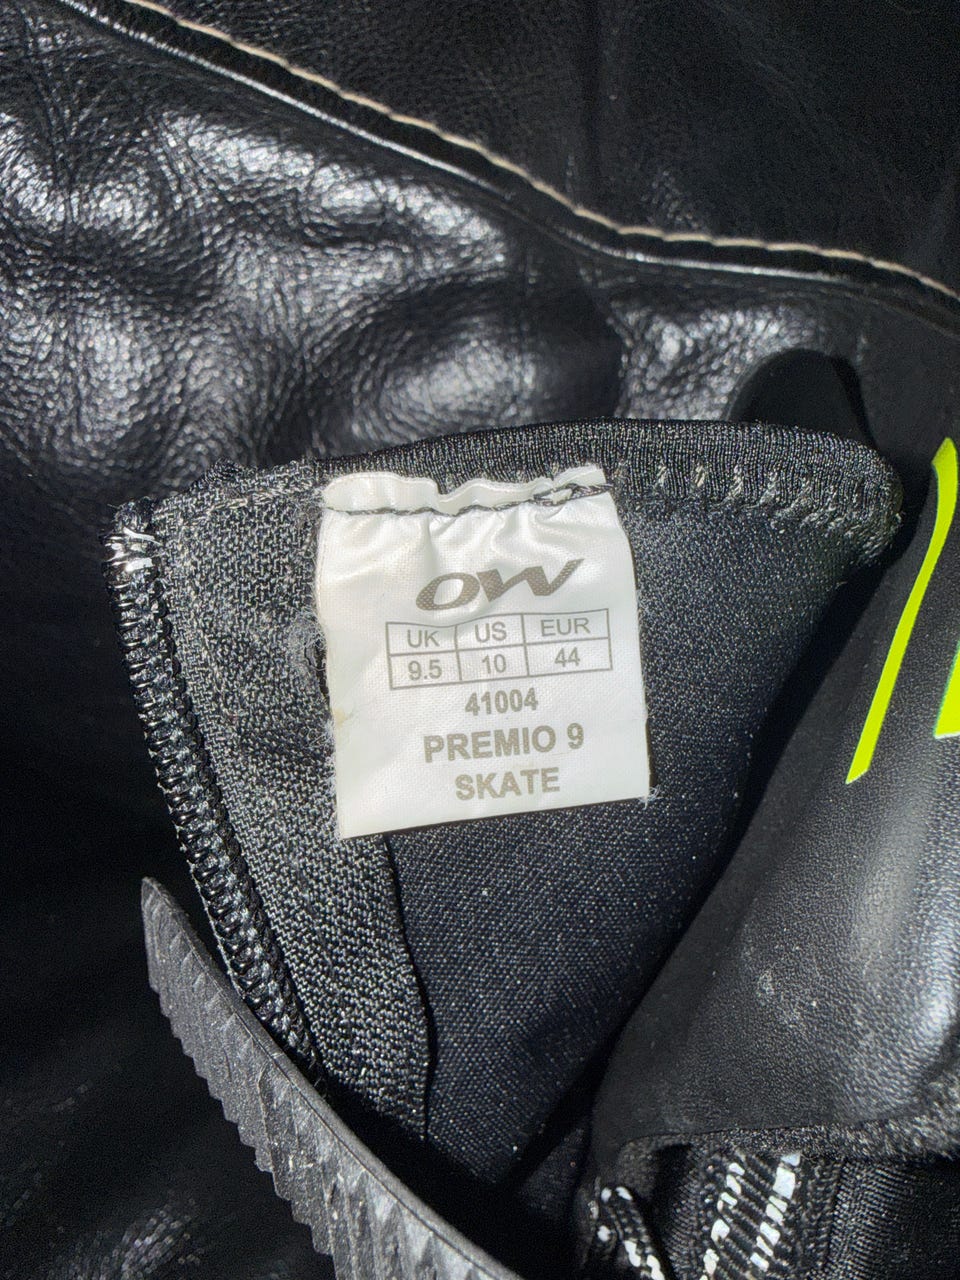 OW
UK US EUR
9.5 10 44
41004
PREMIO 9
SKATE